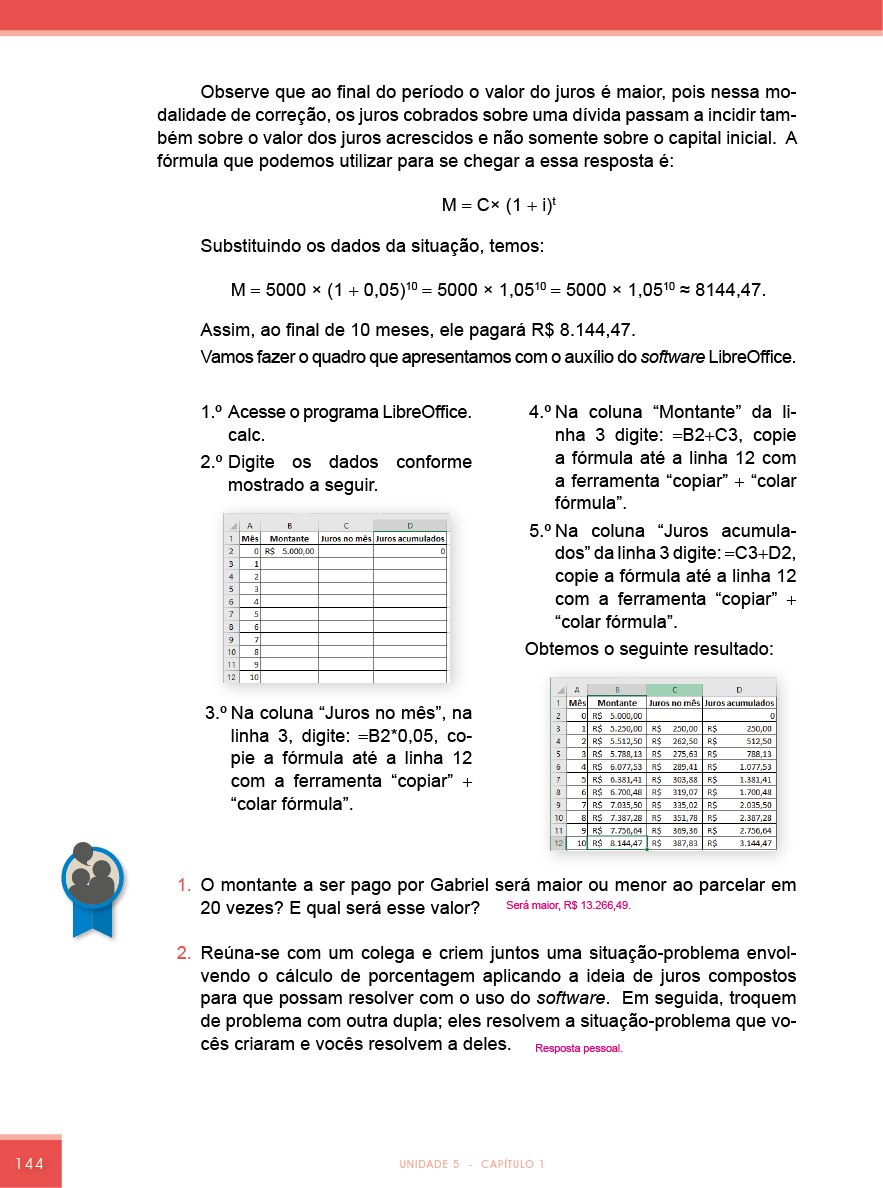 Observe que ao final do período o valor do juros é maior, pois nessa mo-
dalidade de correção, os juros cobrados sobre uma dívida passam a incidir tam-
bém sobre o valor dos juros acrescidos e não somente sobre o capital inicial. A
fórmula que podemos utilizar para se chegar a essa resposta é:
M = C× (1 + i)ᵗ
Substituindo os dados da situação, temos:
M = 5000 × (1 + 0,05)¹⁰ = 5000 × 1,05¹⁰ = 5000 × 1,05¹⁰ ≈ 8144,47.
Assim, ao final de 10 meses, ele pagará R$ 8.144,47.
Vamos fazer o quadro que apresentamos com o auxílio do software LibreOffice.
1.º Acesse o programa LibreOffice.
calc.
2.º Digite os dados conforme
mostrado a seguir.
A B C D
1 Mês Montante Juros no mês Juros acumulados
2 0 R$ 5.000,00 0
3 1
4 2
5 3
6 4
7 5
8 6
9 7
10 8
11 9
12 10
3.º Na coluna “Juros no mês”, na
linha 3, digite: =B2*0,05, co-
pie a fórmula até a linha 12
com a ferramenta “copiar” +
“colar fórmula”.
4.º Na coluna “Montante” da li-
nha 3 digite: =B2+C3, copie
a fórmula até a linha 12 com
a ferramenta “copiar” + “colar
fórmula”.
5.º Na coluna “Juros acumula-
dos” da linha 3 digite: =C3+D2,
copie a fórmula até a linha 12
com a ferramenta “copiar” +
“colar fórmula”.
Obtemos o seguinte resultado:
A B C D
1 Mês Montante Juros no mês Juros acumulados
2 0 R$ 5.000,00 0
3 1 R$ 5.250,00 R$ 250,00 R$ 250,00
4 2 R$ 5.512,50 R$ 262,50 R$ 512,50
5 3 R$ 5.788,13 R$ 275,63 R$ 788,13
6 4 R$ 6.077,53 R$ 289,41 R$ 1.077,53
7 5 R$ 6.381,41 R$ 303,88 R$ 1.381,41
8 6 R$ 6.700,48 R$ 319,07 R$ 1.700,48
9 7 R$ 7.035,50 R$ 335,02 R$ 2.035,50
10 8 R$ 7.387,28 R$ 351,78 R$ 2.387,28
11 9 R$ 7.756,64 R$ 369,36 R$ 2.756,64
12 10 R$ 8.144,47 R$ 387,83 R$ 3.144,47
1. O montante a ser pago por Gabriel será maior ou menor ao parcelar em
20 vezes? E qual será esse valor? Será maior, R$ 13.266,49.
2. Reúna-se com um colega e criem juntos uma situação-problema envol-
vendo o cálculo de porcentagem aplicando a ideia de juros compostos
para que possam resolver com o uso do software. Em seguida, troquem
de problema com outra dupla; eles resolvem a situação-problema que vo-
cês criaram e vocês resolvem a deles. Resposta pessoal.
144
UNIDADE 5 - CAPÍTULO 1